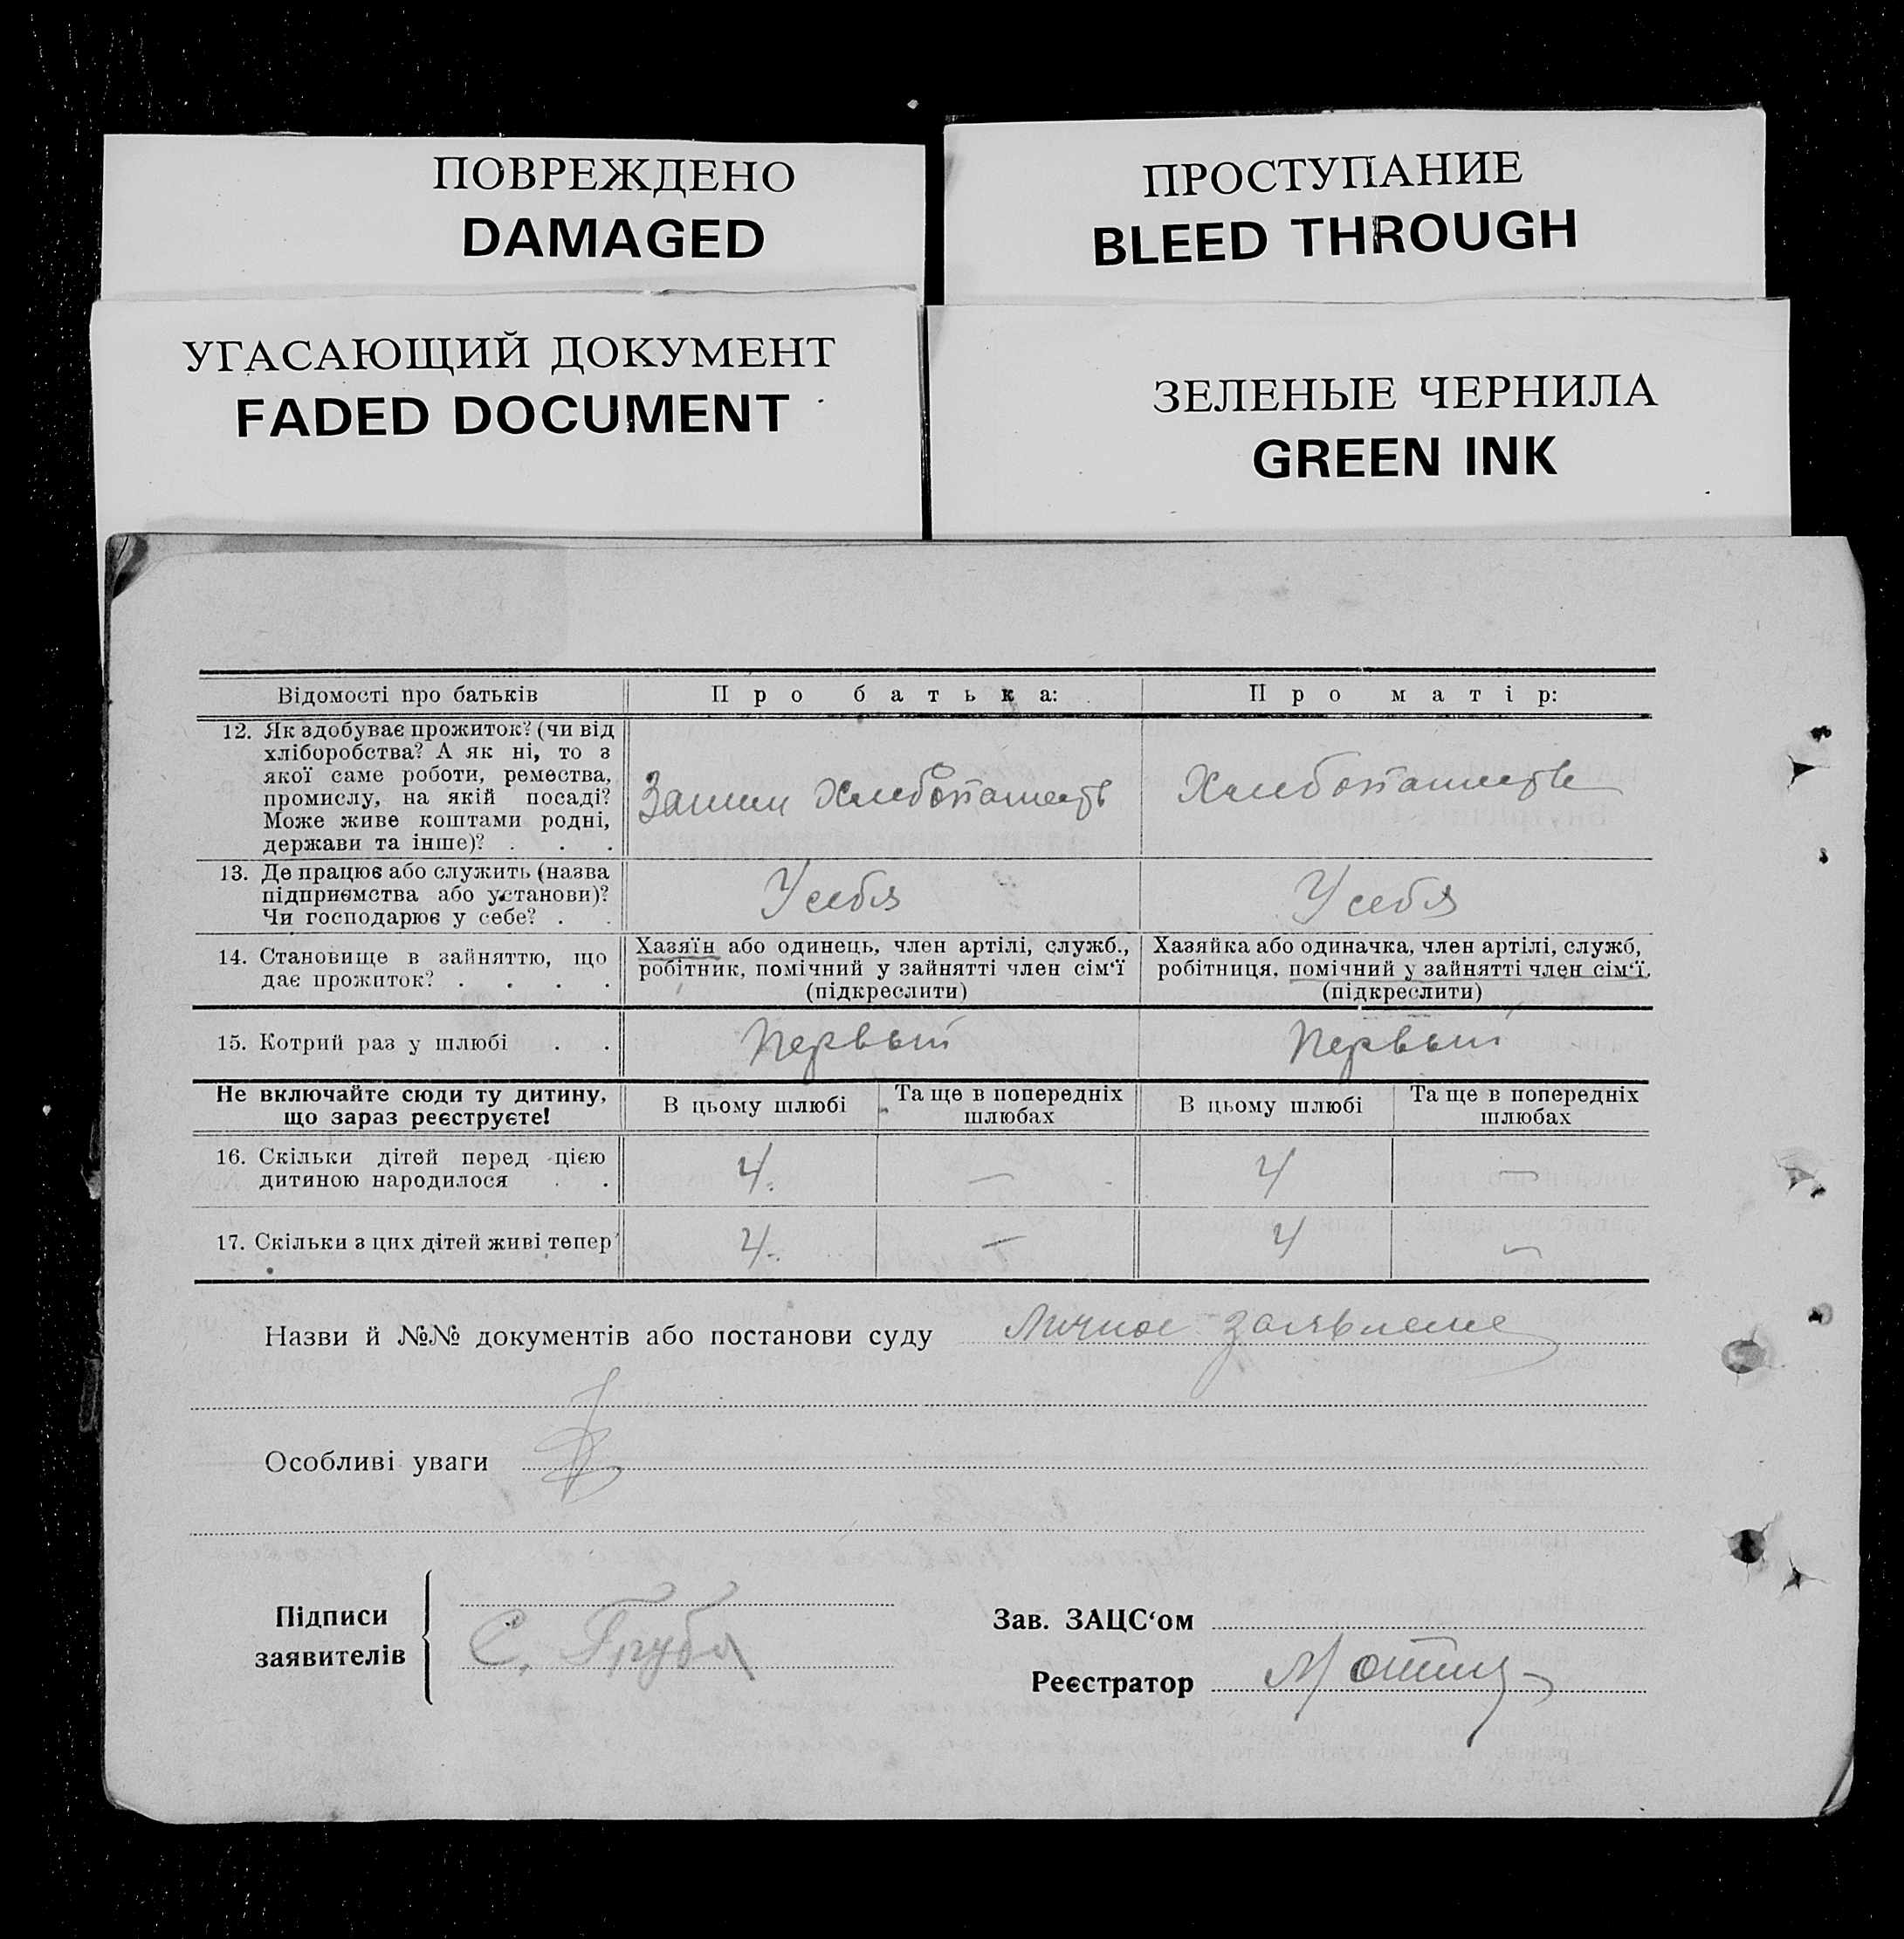 ПОВРЕЖДЕНО
DAMAGED
ПРОСТУПАНИЕ
BLEED THROUGH
УГАСАЮЩИЙ ДОКУМЕНТ
FADED DOCUMENT
ЗЕЛЕНЫЕ ЧЕРНИЛА
GREEN INK
Відомості про батьків
Про батька:
Про матір:
12. Як здобуває прожиток? (чи від
хліборобства? А як ні, то з
якої саме роботи, ремества,
промислу, на якій посаді?
Може живе коштами родні,
держави та інше)? . . .
Хлебопашеств
Хлебопашеств
13. Де працює або служить (назва
підприємства або установи)?
Чи господарює у себе? . .
У себя
У себя
14. Становище в зайняттю, що
дає прожиток? . . . .
Хазяїн або одинець, член артілі, служб.,
робітник, помічний у зайнятті член сім‘ї
(підкреслити)
Хазяйка або одиначка, член артілі, служб,
робітниця, помічний у зайнятті член сім‘ї.
(підкреслити)
15. Котрий раз у шлюбі . .
Первый
Первый
Не включайте сюди ту дитину,
що зараз реєструєте!
В цьому шлюбі
Та ще в попередніх
шлюбах
В цьому шлюбі
Та ще в попередніх
шлюбах
16. Скільки дітей перед цією
дитиною народилося . .
4.
—
4
—
17. Скільки з цих дітей живі тепер
4.
—
4
—
Назви й №№ документів або постанови суду Личное заявление
Особливі уваги
Підписи
заявителів
С. Груба
Зав. ЗАЦС‘ом
Реєстратор